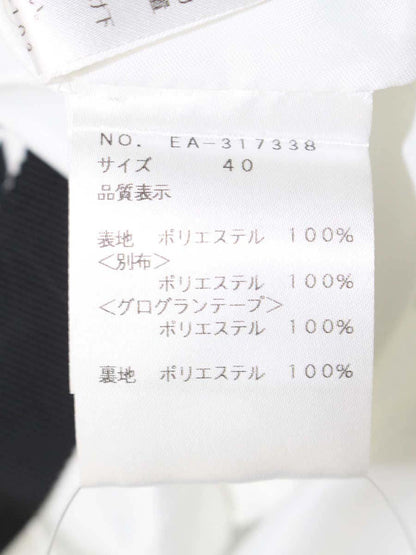 NO. EA-317338
サイズ 40
品質表示
表地 ポリエステル 100%
<別布>
ポリエステル 100%
<グログランテープ>
ポリエステル 100%
裏地 ポリエステル 100%